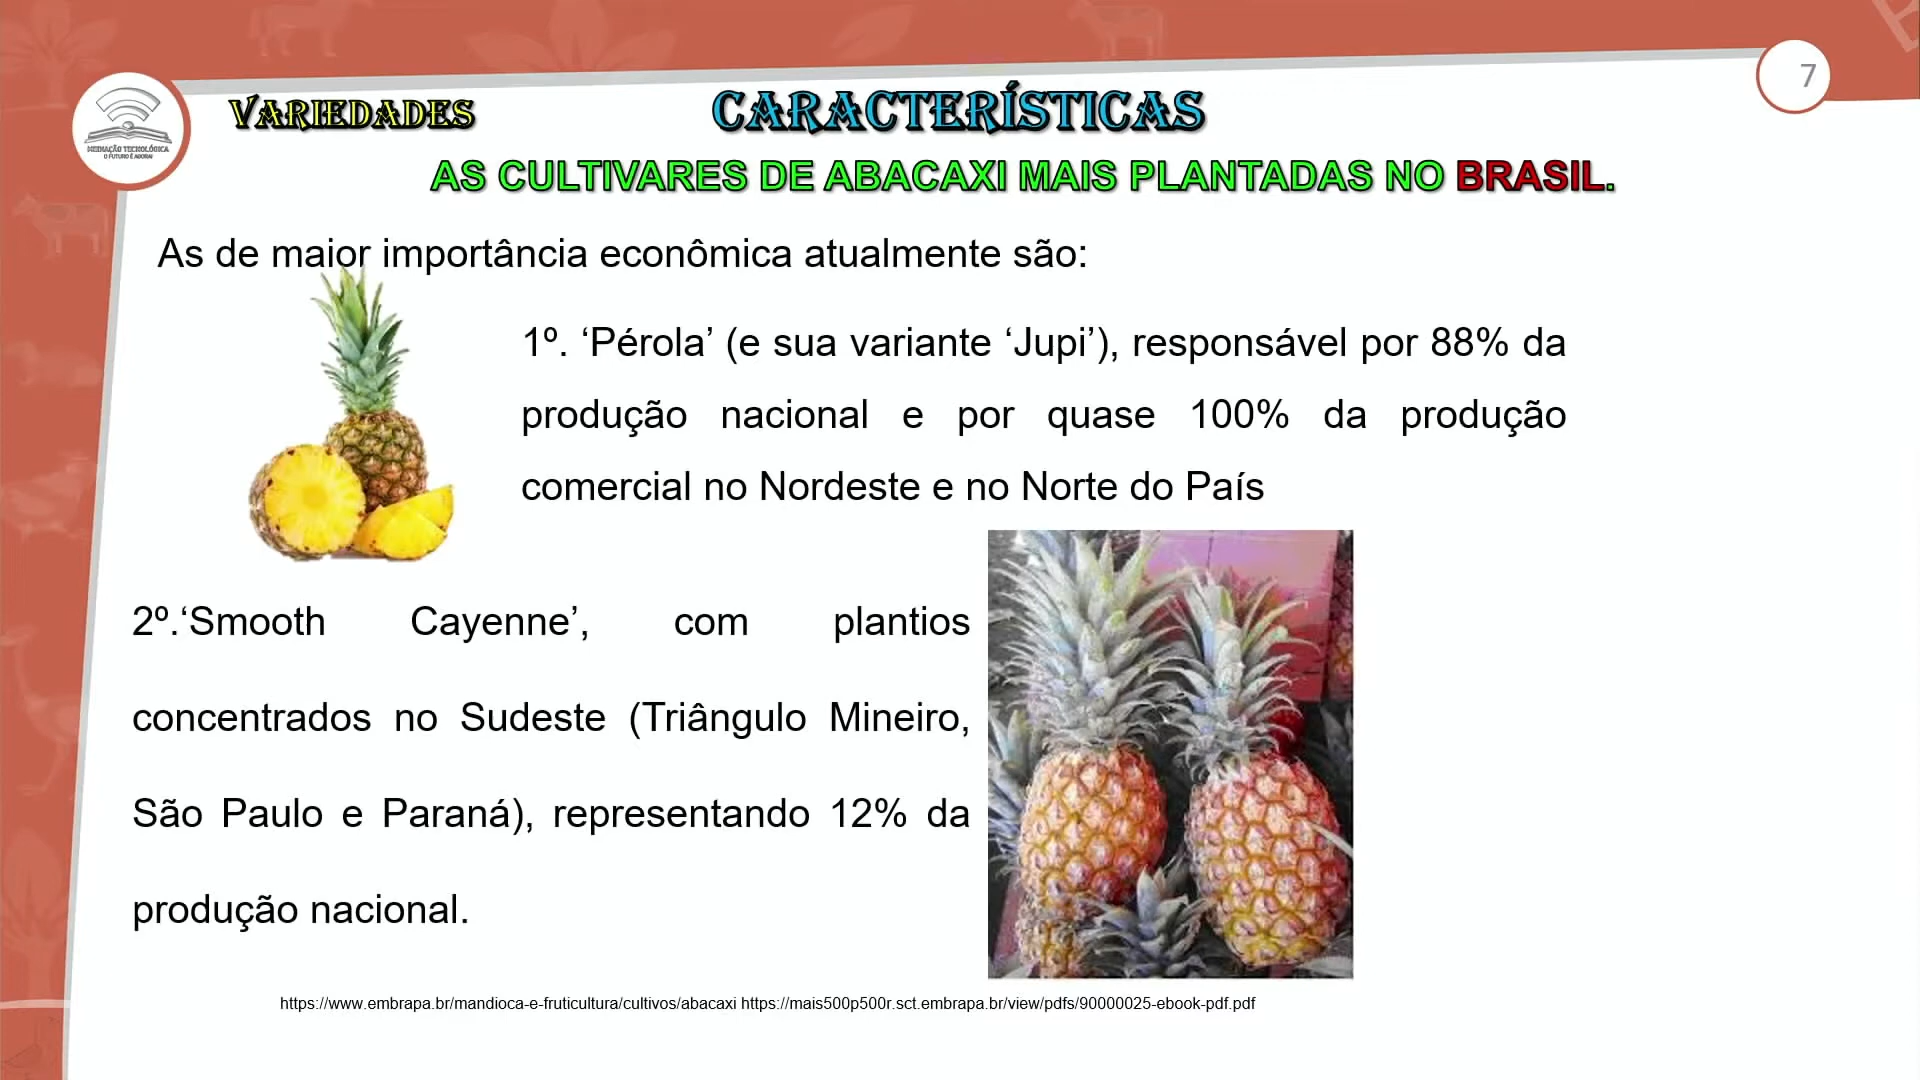 7
MEDIAÇÃO TECNOLÓGICA
O FUTURO É AGORA!
VARIEDADES
CARACTERÍSTICAS
AS CULTIVARES DE ABACAXI MAIS PLANTADAS NO BRASIL.
As de maior importância econômica atualmente são:
1º. ‘Pérola’ (e sua variante ‘Jupi’), responsável por 88% da
produção nacional e por quase 100% da produção
comercial no Nordeste e no Norte do País
2º.‘Smooth Cayenne’, com plantios
concentrados no Sudeste (Triângulo Mineiro,
São Paulo e Paraná), representando 12% da
produção nacional.
https://www.embrapa.br/mandioca-e-fruticultura/cultivos/abacaxi https://mais500p500r.sct.embrapa.br/view/pdfs/90000025-ebook-pdf.pdf